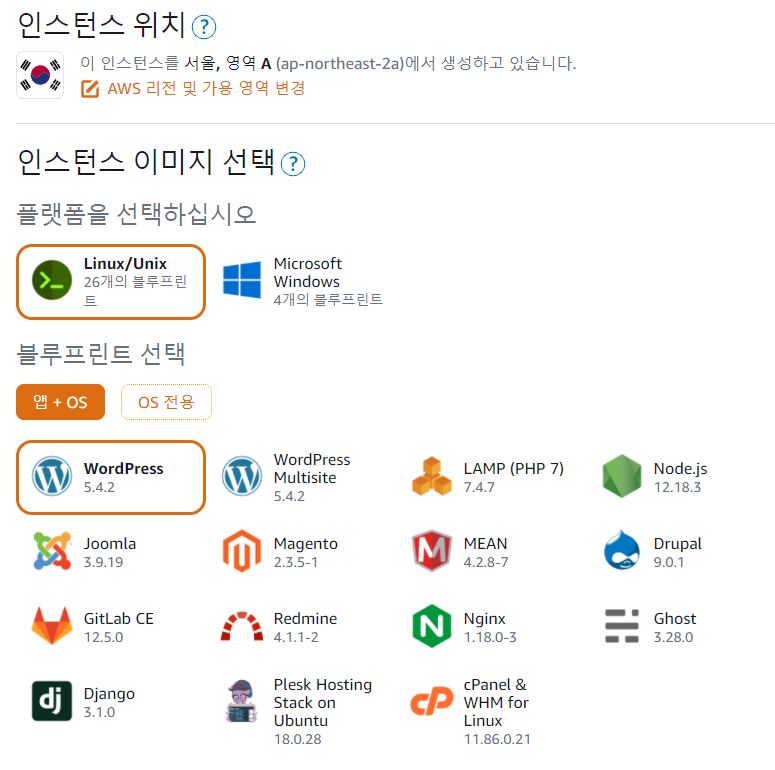 인스턴스 위치 ?
이 인스턴스를 서울, 영역 A (ap-northeast-2a)에서 생성하고 있습니다.
AWS 리전 및 가용 영역 변경
인스턴스 이미지 선택 ?
플랫폼을 선택하십시오
Linux/Unix
26개의 블루프린
트
Microsoft
Windows
4개의 블루프린트
블루프린트 선택
앱 + OS
OS 전용
WordPress
5.4.2
WordPress
Multisite
5.4.2
LAMP (PHP 7)
7.4.7
Node.js
12.18.3
Joomla
3.9.19
Magento
2.3.5-1
MEAN
4.2.8-7
Drupal
9.0.1
GitLab CE
12.5.0
Redmine
4.1.1-2
N
Nginx
1.18.0-3
Ghost
3.28.0
dj
Django
3.1.0
Plesk Hosting
Stack on
Ubuntu
18.0.28
cP
cPanel &
WHM for
Linux
11.86.0.21